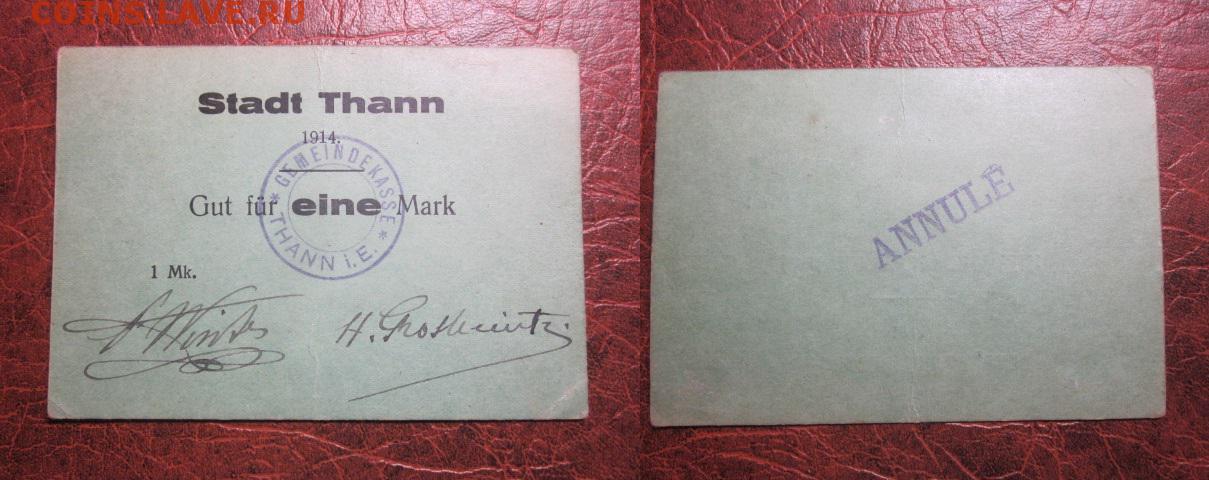 COINS.LAVE.RU
Stadt Thann
1914.
Gut für eine Mark
* GEMEINDEKASSE *
THANN i.E.
1 Mk.
ANNULÉ